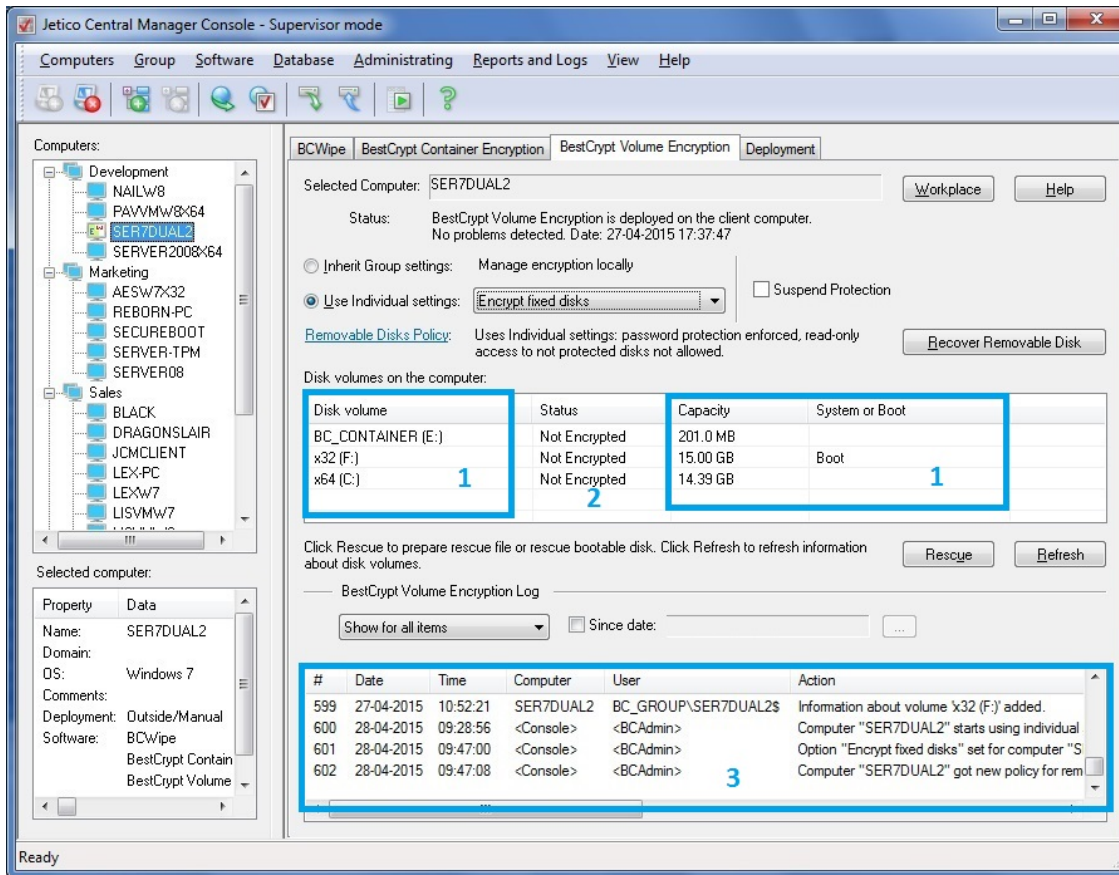 Jetico Central Manager Console - Supervisor mode
Computers Group Software Database Administrating Reports and Logs View Help
Computers:
Development
NAILW8
PAVVMW8X64
SER7DUAL2
SERVER2008X64
Marketing
AESW7X32
REBORN-PC
SECUREBOOT
SERVER-TPM
SERVER08
Sales
BLACK
DRAGONSLAIR
JCMCLIENT
LEX-PC
LEXW7
LISVMW7
Selected computer:
Property Data
Name: SER7DUAL2
Domain:
OS: Windows 7
Comments:
Deployment: Outside/Manual
Software: BCWipe
BestCrypt Contain
BestCrypt Volume
BCWipe BestCrypt Container Encryption BestCrypt Volume Encryption Deployment
Selected Computer: SER7DUAL2 Workplace Help
Status: BestCrypt Volume Encryption is deployed on the client computer.
No problems detected. Date: 27-04-2015 17:37:47
Inherit Group settings: Manage encryption locally
Suspend Protection
Use Individual settings: Encrypt fixed disks
Removable Disks Policy: Uses Individual settings: password protection enforced, read-only
access to not protected disks not allowed.
Recover Removable Disk
Disk volumes on the computer:
Disk volume Status Capacity System or Boot
BC_CONTAINER (E:) Not Encrypted 201.0 MB
x32 (F:) Not Encrypted 15.00 GB Boot
x64 (C:) Not Encrypted 14.39 GB
1 2 1
Click Rescue to prepare rescue file or rescue bootable disk. Click Refresh to refresh information
about disk volumes.
Rescue Refresh
BestCrypt Volume Encryption Log
Show for all items Since date: ...
# Date Time Computer User Action
599 27-04-2015 10:52:21 SER7DUAL2 BC_GROUP\SER7DUAL2$ Information about volume 'x32 (F:)' added.
600 28-04-2015 09:28:56 <Console> <BCAdmin> Computer "SER7DUAL2" starts using individual
601 28-04-2015 09:47:00 <Console> <BCAdmin> Option "Encrypt fixed disks" set for computer "S
602 28-04-2015 09:47:08 <Console> <BCAdmin> Computer "SER7DUAL2" got new policy for rem
3
Ready